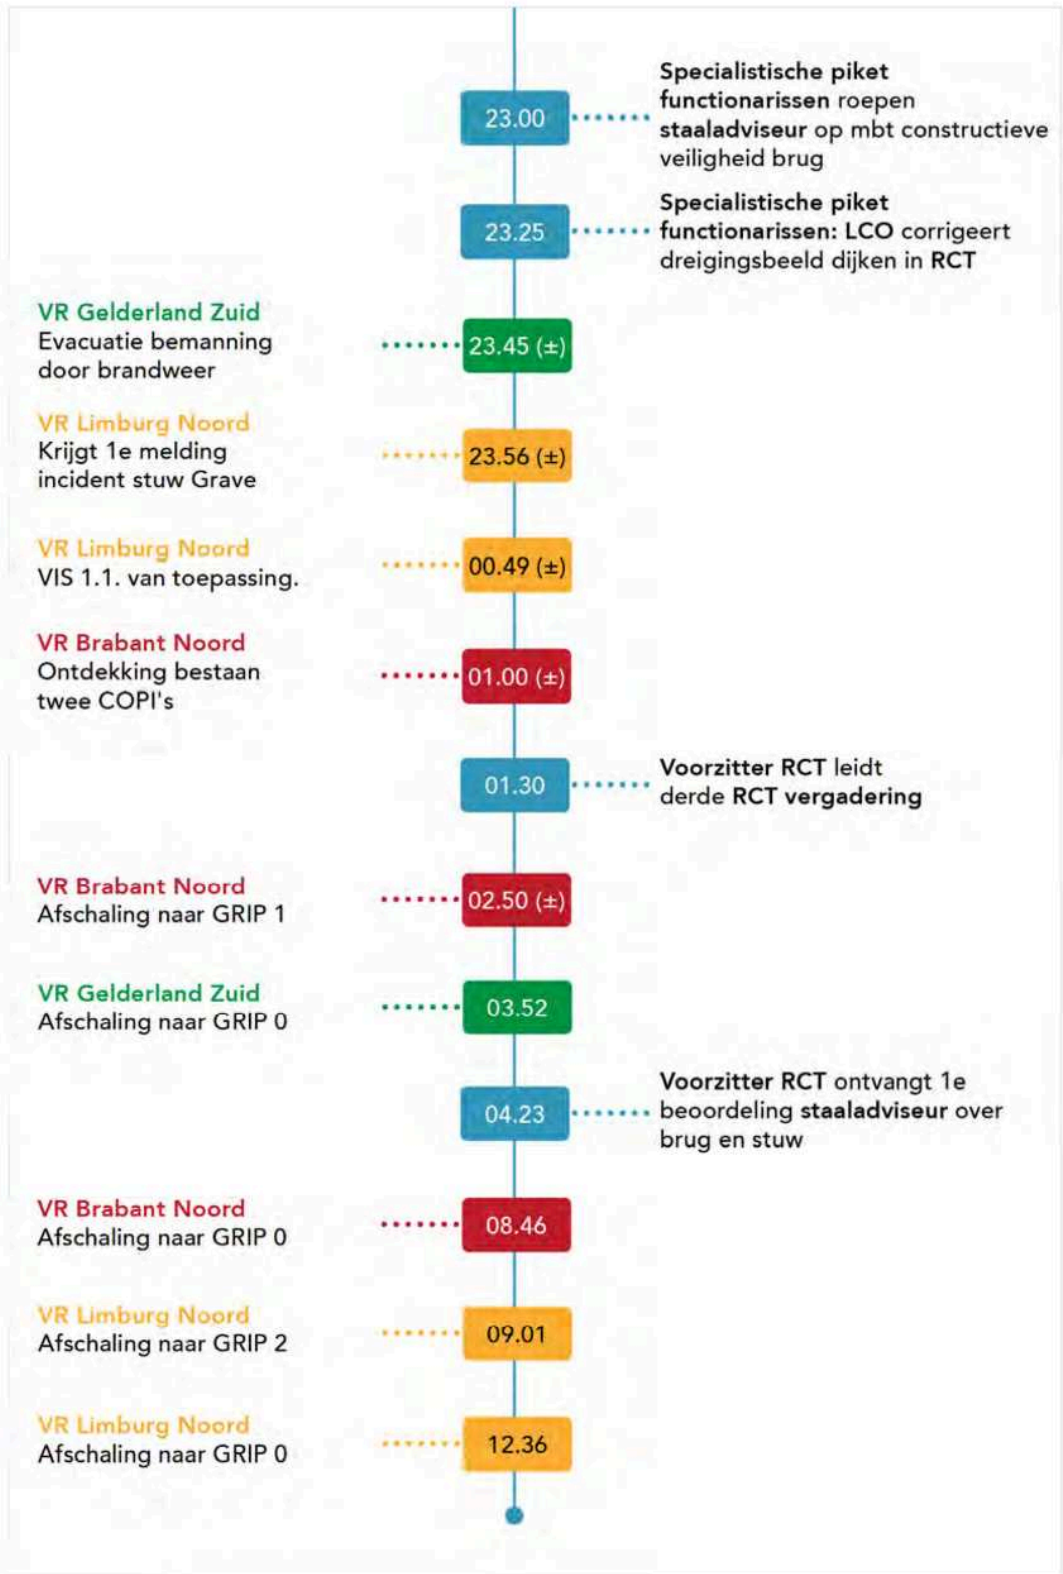 23.00
Specialistische piket
functionarissen roepen
staaladviseur op mbt constructieve
veiligheid brug
23.25
Specialistische piket
functionarissen: LCO corrigeert
dreigingsbeeld dijken in RCT
VR Gelderland Zuid
Evacuatie bemanning
door brandweer
23.45 (±)
VR Limburg Noord
Krijgt 1e melding
incident stuw Grave
23.56 (±)
VR Limburg Noord
VIS 1.1. van toepassing.
00.49 (±)
VR Brabant Noord
Ontdekking bestaan
twee COPI's
01.00 (±)
01.30
Voorzitter RCT leidt
derde RCT vergadering
VR Brabant Noord
Afschaling naar GRIP 1
02.50 (±)
VR Gelderland Zuid
Afschaling naar GRIP 0
03.52
04.23
Voorzitter RCT ontvangt 1e
beoordeling staaladviseur over
brug en stuw
VR Brabant Noord
Afschaling naar GRIP 0
08.46
VR Limburg Noord
Afschaling naar GRIP 2
09.01
VR Limburg Noord
Afschaling naar GRIP 0
12.36